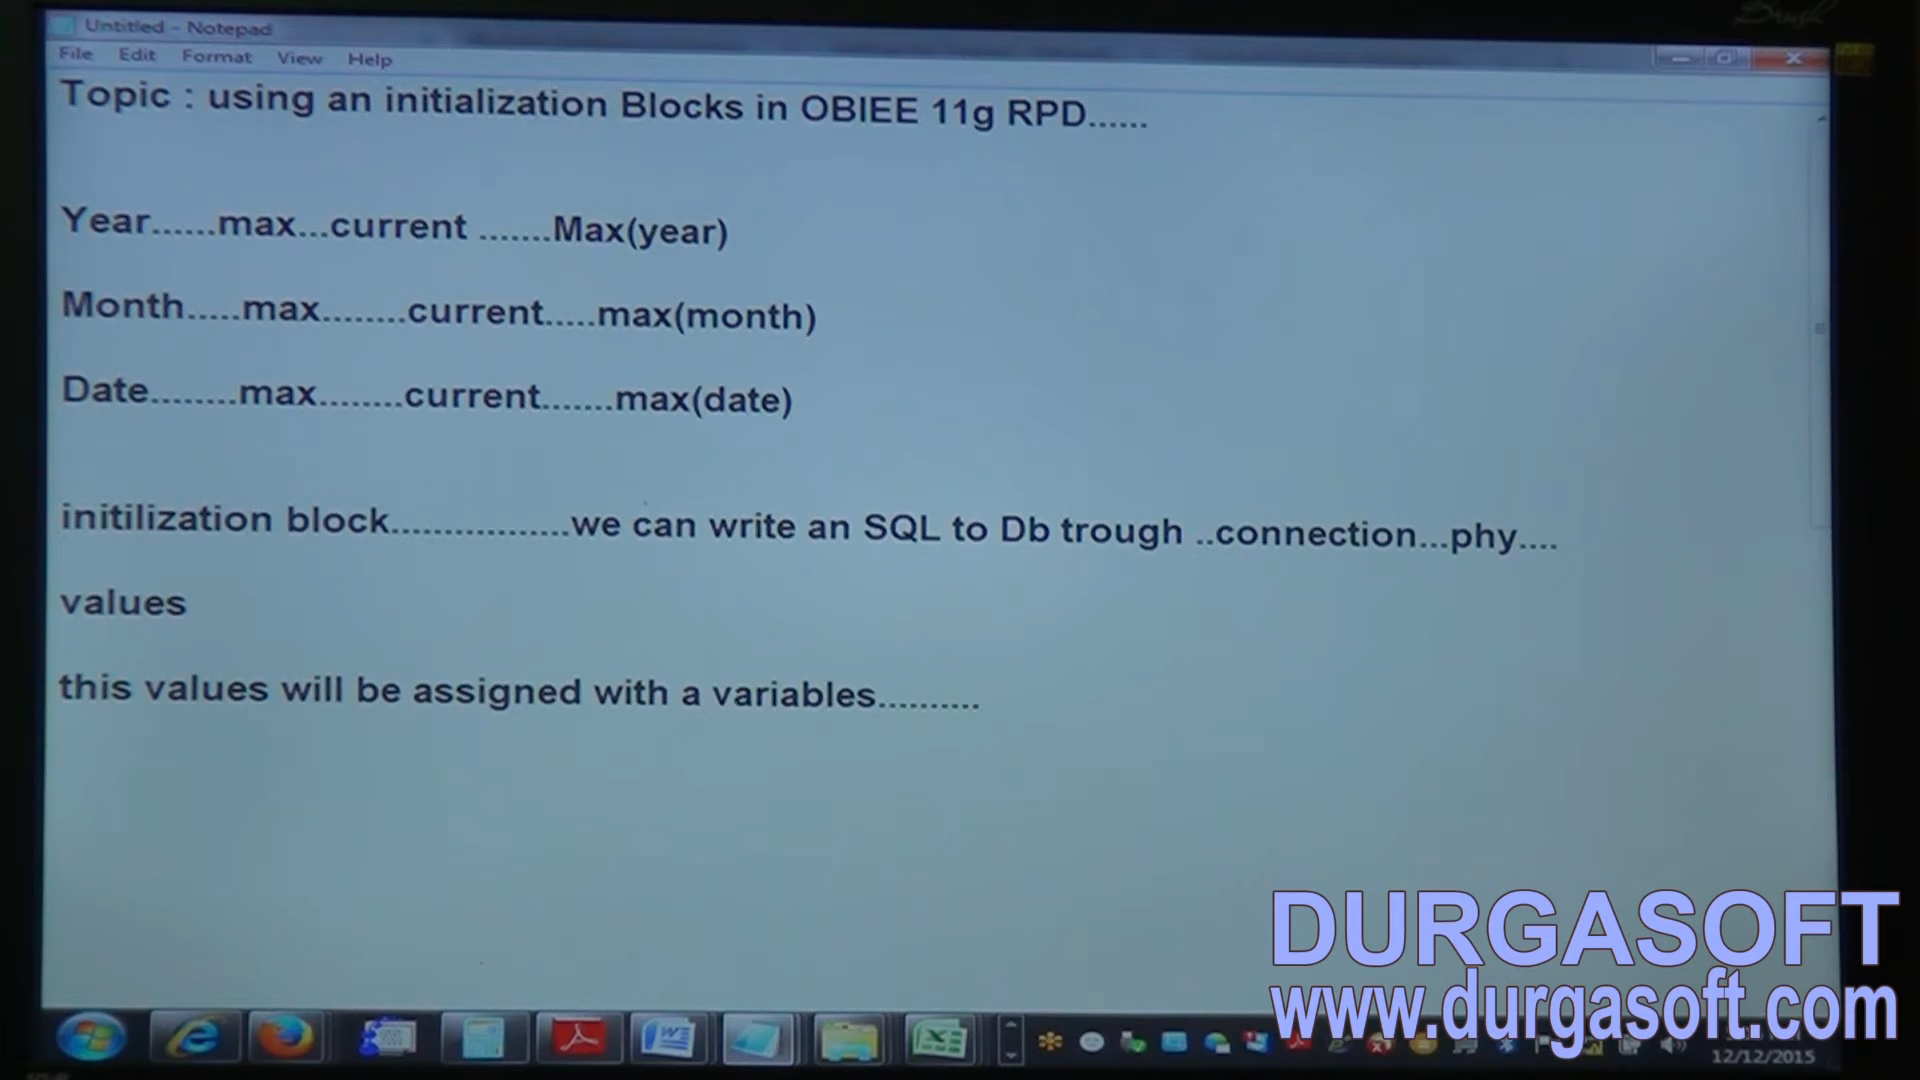 Untitled - Notepad
File Edit Format View Help
Topic : using an initialization Blocks in OBIEE 11g RPD......
Year......max...current .......Max(year)
Month.....max........current.....max(month)
Date........max........current.......max(date)
initilization block................we can write an SQL to Db trough ..connection...phy....
values
this values will be assigned with a variables..........
DURGASOFT
www.durgasoft.com
12/12/2015